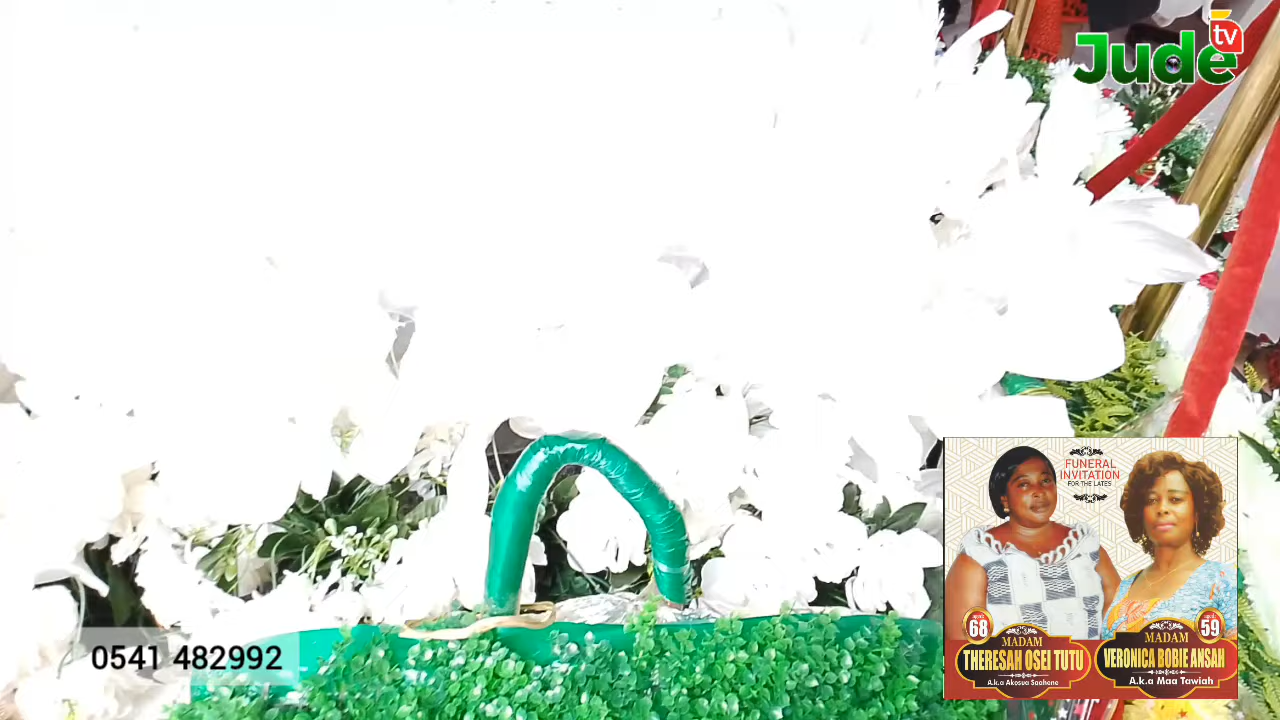 Jude tv
FUNERAL
INVITATION
FOR THE LATES
68
59
MADAM
THERESAH OSEI TUTU
A.k.a Akosua Saahene
MADAM
VERONICA BOBIE ANSAH
A.k.a Maa Tawiah
0541 482992